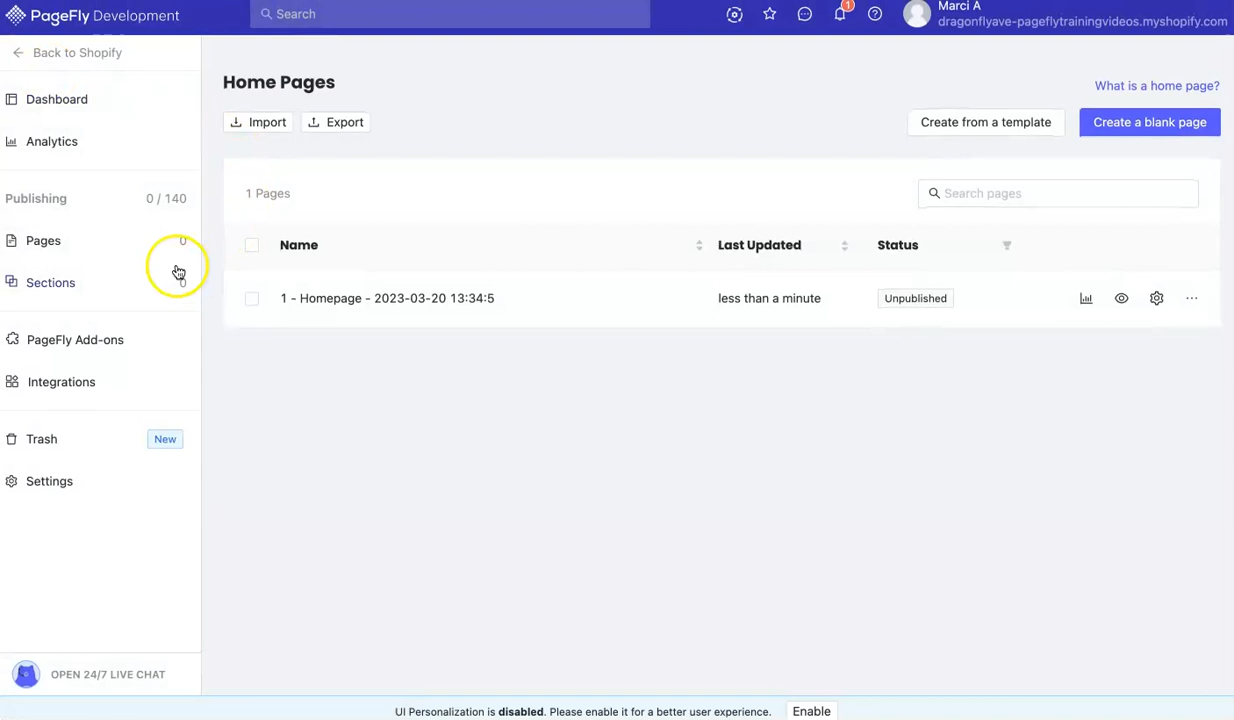 PageFly Development
Search
1
Marci A
dragonflyave-pageflytrainingvideos.myshopify.com
Back to Shopify
Dashboard
Analytics
Publishing 0 / 140
Pages 0
Sections 0
PageFly Add-ons
Integrations
Trash New
Settings
OPEN 24/7 LIVE CHAT
Home Pages
What is a home page?
Import Export
Create from a template Create a blank page
1 Pages
Search pages
Name Last Updated Status
1 - Homepage - 2023-03-20 13:34:5 less than a minute Unpublished
UI Personalization is disabled. Please enable it for a better user experience. Enable